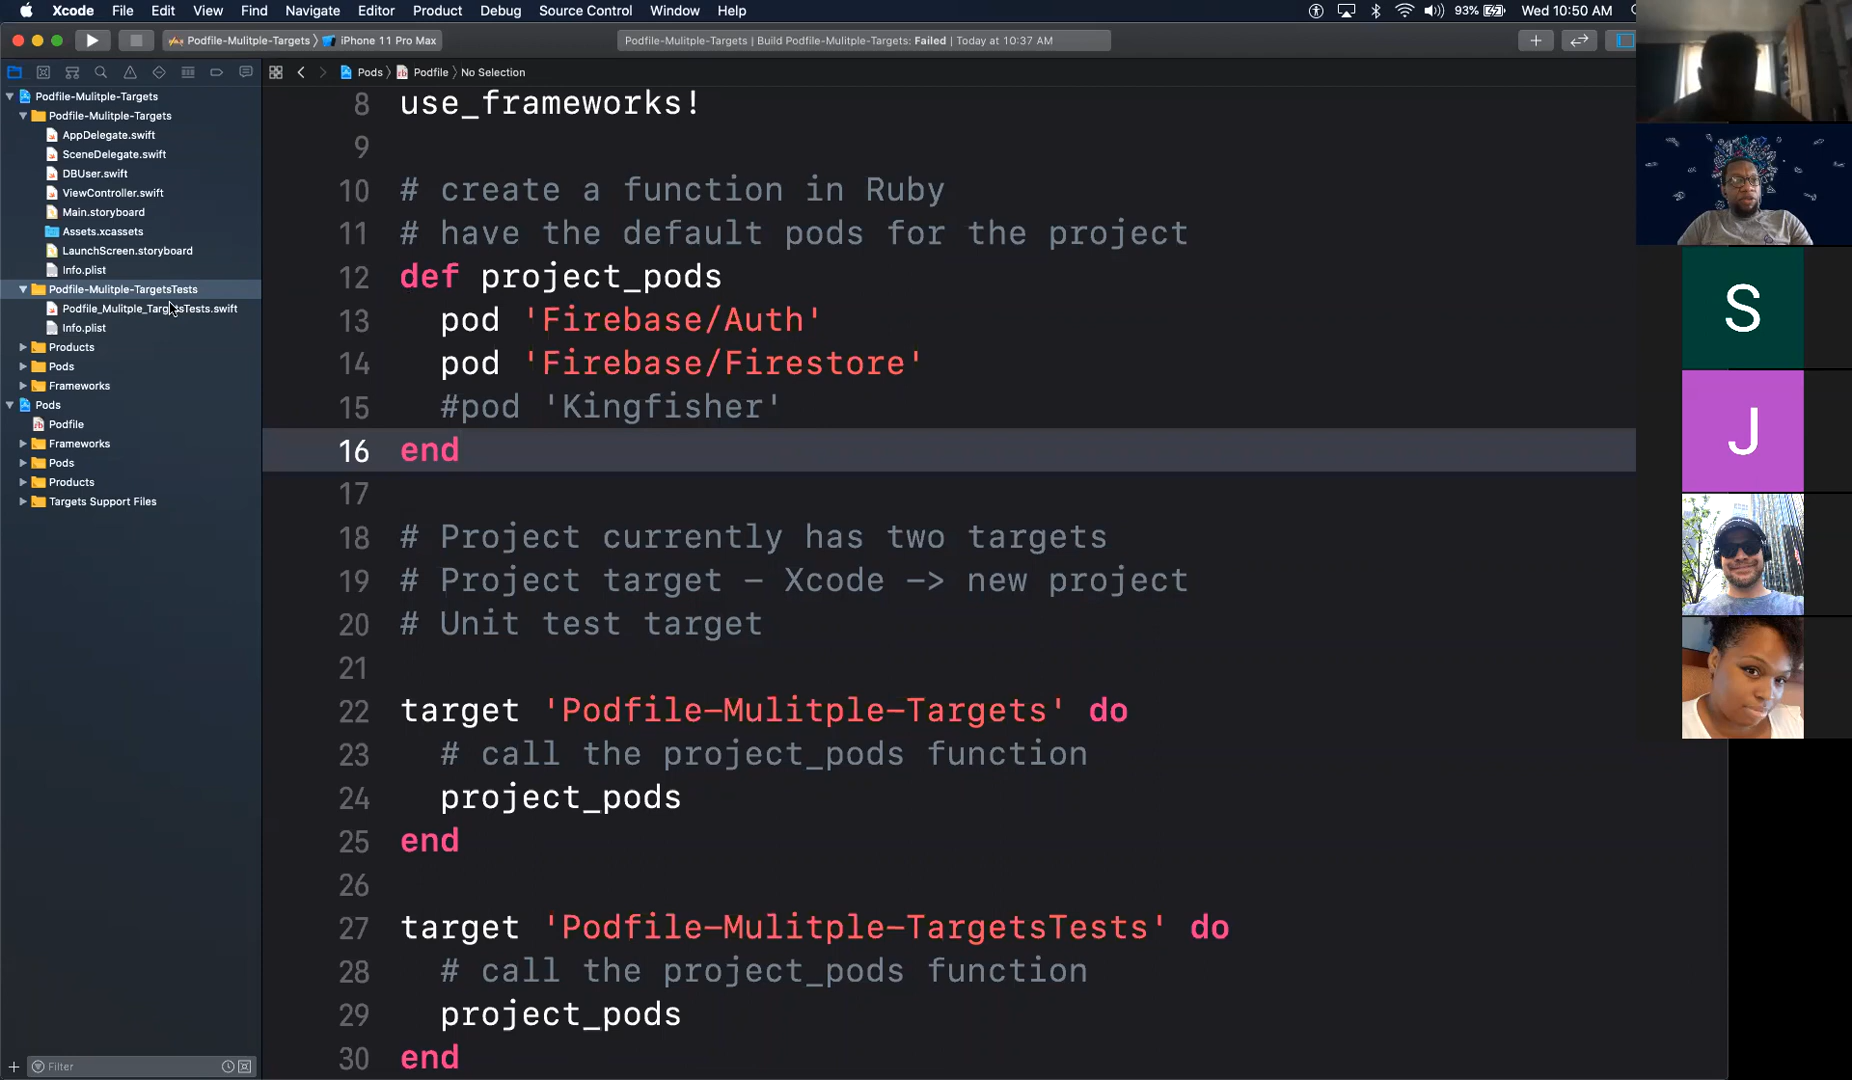 Xcode File Edit View Find Navigate Editor Product Debug Source Control Window Help 93% Wed 10:50 AM
Podfile-Mulitple-Targets iPhone 11 Pro Max Podfile-Mulitple-Targets | Build Podfile-Mulitple-Targets: Failed | Today at 10:37 AM
Pods Podfile No Selection
Podfile-Mulitple-Targets
Podfile-Mulitple-Targets
AppDelegate.swift
SceneDelegate.swift
DBUser.swift
ViewController.swift
Main.storyboard
Assets.xcassets
LaunchScreen.storyboard
Info.plist
Podfile-Mulitple-TargetsTests
Podfile_Mulitple_TargetsTests.swift
Info.plist
Products
Pods
Frameworks
Pods
Podfile
Frameworks
Pods
Products
Targets Support Files
Filter
8 use_frameworks!
9
10 # create a function in Ruby
11 # have the default pods for the project
12 def project_pods
13 pod 'Firebase/Auth'
14 pod 'Firebase/Firestore'
15 #pod 'Kingfisher'
16 end
17
18 # Project currently has two targets
19 # Project target - Xcode -> new project
20 # Unit test target
21
22 target 'Podfile-Mulitple-Targets' do
23 # call the project_pods function
24 project_pods
25 end
26
27 target 'Podfile-Mulitple-TargetsTests' do
28 # call the project_pods function
29 project_pods
30 end
S
J